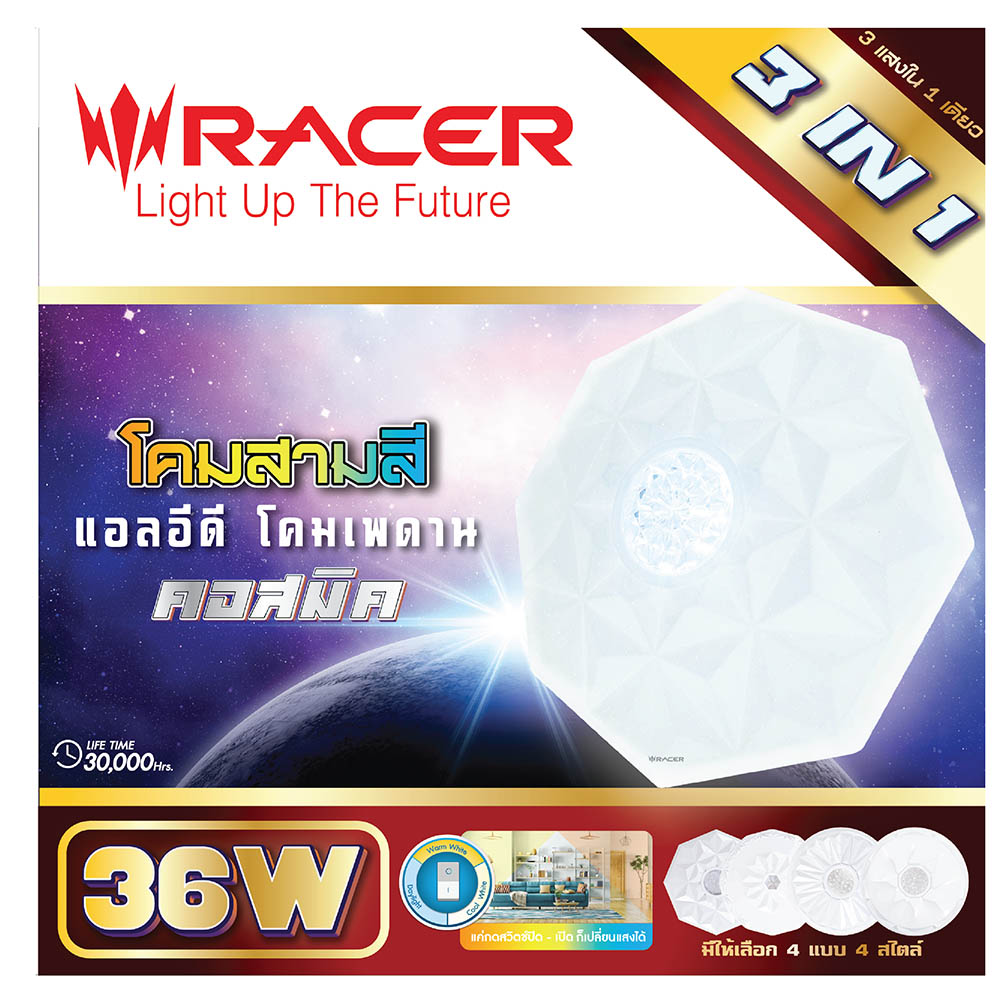 RACER
Light Up The Future
3 แสงใน 1 เดียว
3 IN 1
โคมสามสี
แอลอีดี โคมเพดาน
คอสมิค
LIFE TIME
30,000Hrs.
RACER
36W
Warm White
Daylight
Cool White
แค่กดสวิตซ์ปิด - เปิด ก็เปลี่ยนแสงได้
มีให้เลือก 4 แบบ 4 สไตล์